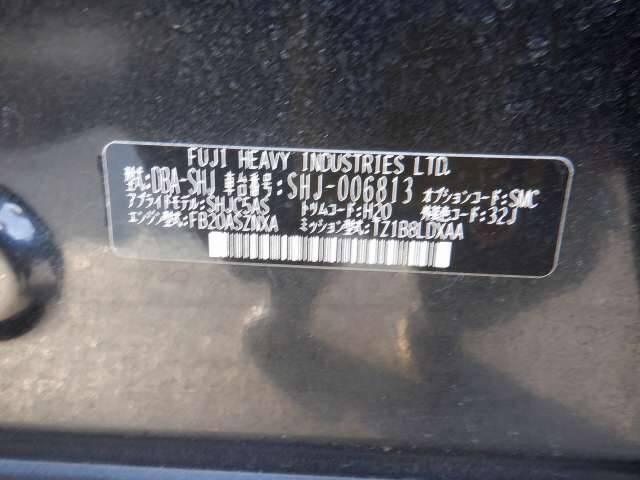 FUJI HEAVY INDUSTRIES LTD.
型式:DBA-SHJ 車台番号:SHJ-006813 オプションコード:SMC
アプライドモデル:SHJC5AS トリムコード:H20 外装色コード:32J
エンジン型式:FB20ASZNXA ミッション型式:TZ1B8LDXAA